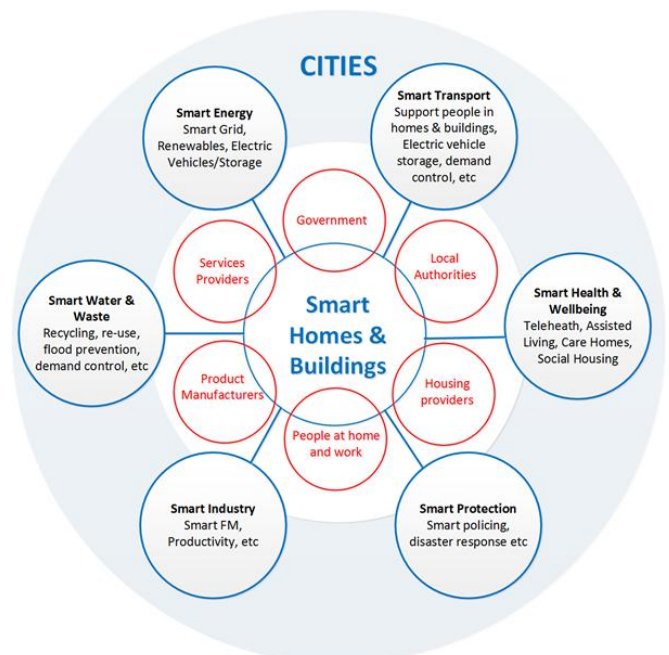 CITIES
Smart Energy
Smart Grid,
Renewables, Electric
Vehicles/Storage
Smart Transport
Support people in
homes & buildings,
Electric vehicle
storage, demand
control, etc
Government
Services
Providers
Local
Authorities
Smart Water &
Waste
Recycling, re-use,
flood prevention,
demand control, etc
Smart
Homes &
Buildings
Smart Health &
Wellbeing
Teleheath, Assisted
Living, Care Homes,
Social Housing
Product
Manufacturers
Housing
providers
People at home
and work
Smart Industry
Smart FM,
Productivity, etc
Smart Protection
Smart policing,
disaster response etc